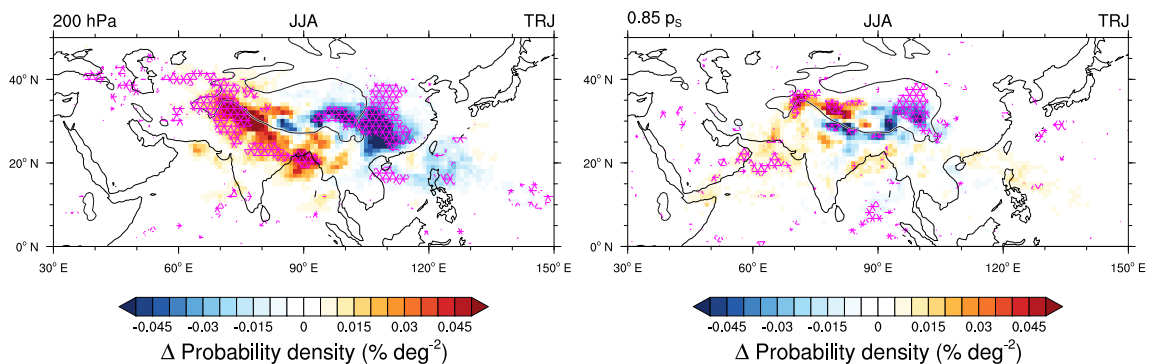 200 hPa JJA TRJ
40° N
20° N
0° N
30° E 60° E 90° E 120° E 150° E
-0.045 -0.03 -0.015 0 0.015 0.03 0.045
Δ Probability density (% deg⁻²)
0.85 pS JJA TRJ
40° N
20° N
0° N
30° E 60° E 90° E 120° E 150° E
-0.045 -0.03 -0.015 0 0.015 0.03 0.045
Δ Probability density (% deg⁻²)